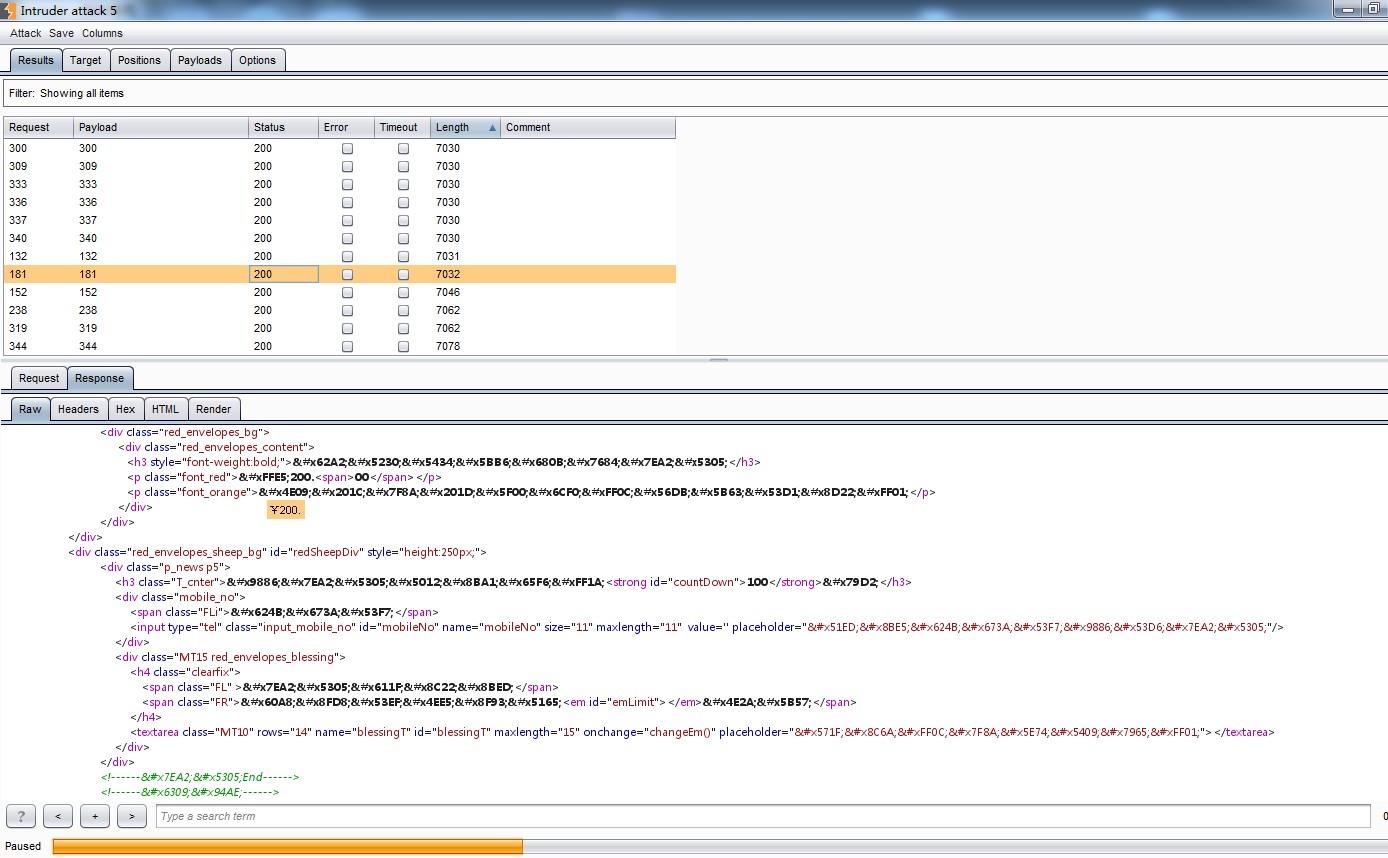 Intruder attack 5
Attack Save Columns
Results Target Positions Payloads Options
Filter: Showing all items
Request Payload Status Error Timeout Length Comment
300 300 200 7030
309 309 200 7030
333 333 200 7030
336 336 200 7030
337 337 200 7030
340 340 200 7030
132 132 200 7031
181 181 200 7032
152 152 200 7046
238 238 200 7062
319 319 200 7062
344 344 200 7078
Request Response
Raw Headers Hex HTML Render
<div class="red_envelopes_bg">
<div class="red_envelopes_content">
<h3 style="font-weight:bold;">&#x62A2;&#x5230;&#x5434;&#x5BB6;&#x680B;&#x7684;&#x7EA2;&#x5305;</h3>
<p class="font_red">&#xFFE5;200.<span>00</span></p>
<p class="font_orange">&#x4E09;&#x201C;&#x7F8A;&#x201D;&#x5F00;&#x6CF0;&#xFF0C;&#x56DB;&#x5B63;&#x53D1;&#x8D22;&#xFF01;</p>
</div>
¥200.
</div>
</div>
<div class="red_envelopes_sheep_bg" id="redSheepDiv" style="height:250px;">
<div class="p_news p5">
<h3 class="T_cnter">&#x9886;&#x7EA2;&#x5305;&#x5012;&#x8BA1;&#x65F6;&#xFF1A;<strong id="countDown">100</strong>&#x79D2;</h3>
<div class="mobile_no">
<span class="FLi">&#x624B;&#x673A;&#x53F7;</span>
<input type="tel" class="input_mobile_no" id="mobileNo" name="mobileNo" size="11" maxlength="11" value='' placeholder="&#x51ED;&#x8BE5;&#x624B;&#x673A;&#x53F7;&#x9886;&#x53D6;&#x7EA2;&#x5305;"/>
</div>
<div class="MT15 red_envelopes_blessing">
<h4 class="clearfix">
<span class="FL" >&#x7EA2;&#x5305;&#x611F;&#x8C22;&#x8BED;</span>
<span class="FR">&#x60A8;&#x8FD8;&#x53EF;&#x4EE5;&#x8F93;&#x5165;<em id="emLimit"></em>&#x4E2A;&#x5B57;</span>
</h4>
<textarea class="MT10" rows="14" name="blessingT" id="blessingT" maxlength="15" onchange="changeEm()" placeholder="&#x571F;&#x8C6A;&#xFF0C;&#x7F8A;&#x5E74;&#x5409;&#x7965;&#xFF01;"></textarea>
</div>
</div>
<!------&#x7EA2;&#x5305;End------>
<!------&#x6309;&#x94AE;------>
? < + > Type a search term 0
Paused